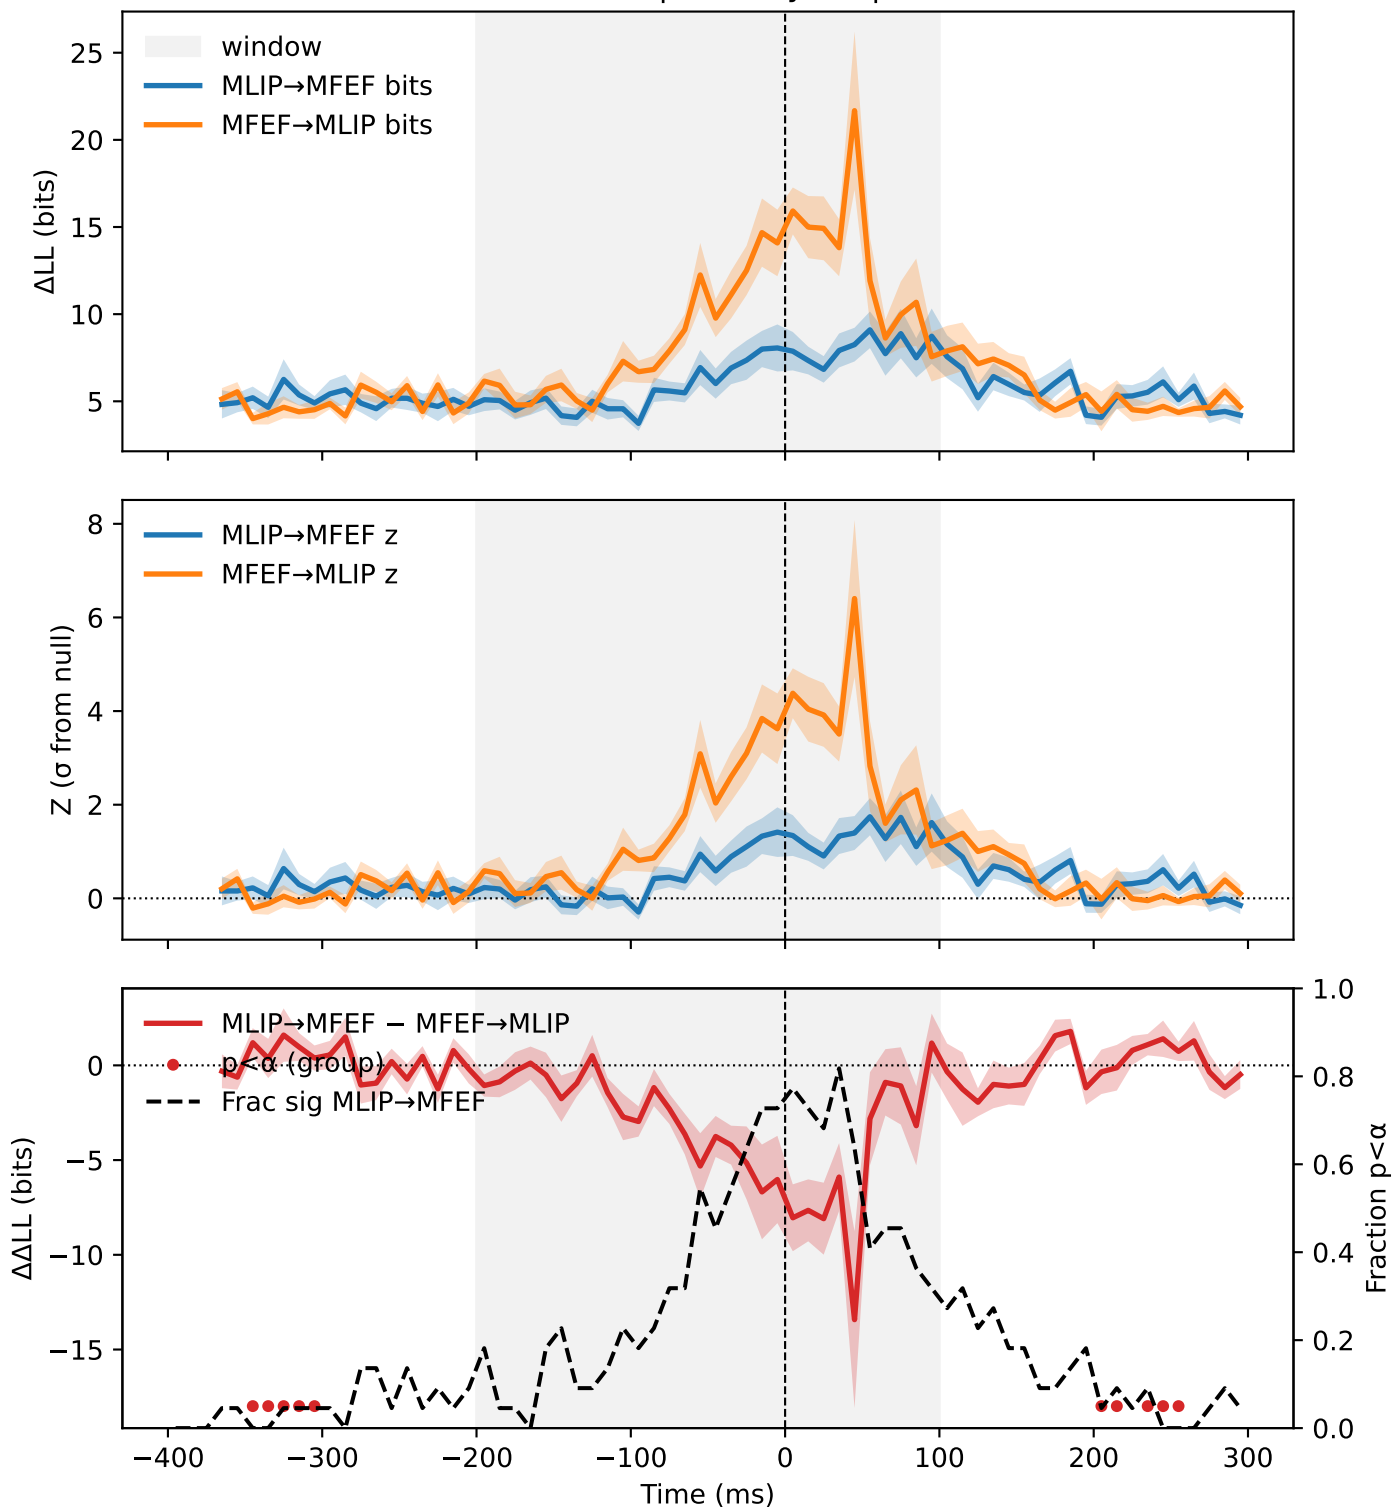 window
MLIP→MFEF bits
MFEF→MLIP bits
25
20
15
10
5
ΔLL (bits)
MLIP→MFEF z
MFEF→MLIP z
8
6
4
2
0
Z (σ from null)
MLIP→MFEF − MFEF→MLIP
p<α (group)
Frac sig MLIP→MFEF
0
−5
−10
−15
ΔΔLL (bits)
1.0
0.8
0.6
0.4
0.2
0.0
Fraction p<α
−400 −300 −200 −100 0 100 200 300
Time (ms)